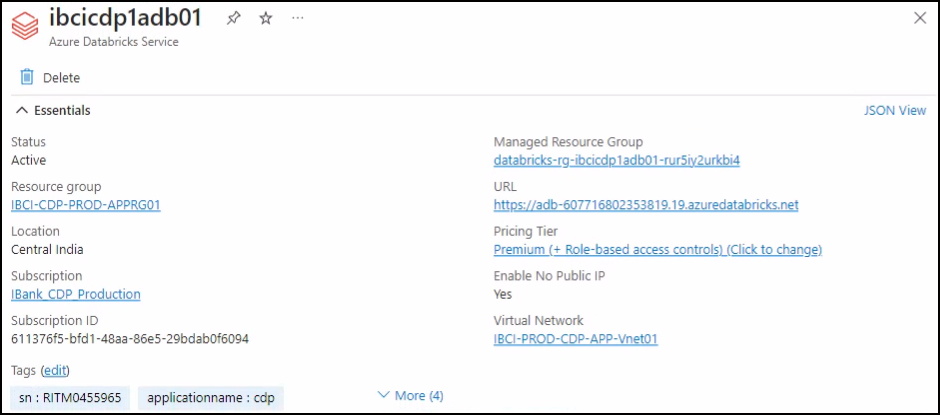 ibcicdp1adb01
Azure Databricks Service
Delete
Essentials
JSON View
Status
Active
Resource group
IBCI-CDP-PROD-APPRG01
Location
Central India
Subscription
IBank_CDP_Production
Subscription ID
611376f5-bfd1-48aa-86e5-29bdab0f6094
Managed Resource Group
databricks-rg-ibcicdp1adb01-rur5iy2urkbi4
URL
https://adb-607716802353819.19.azuredatabricks.net
Pricing Tier
Premium (+ Role-based access controls) (Click to change)
Enable No Public IP
Yes
Virtual Network
IBCI-PROD-CDP-APP-Vnet01
Tags (edit)
sn : RITM0455965 applicationname : cdp More (4)